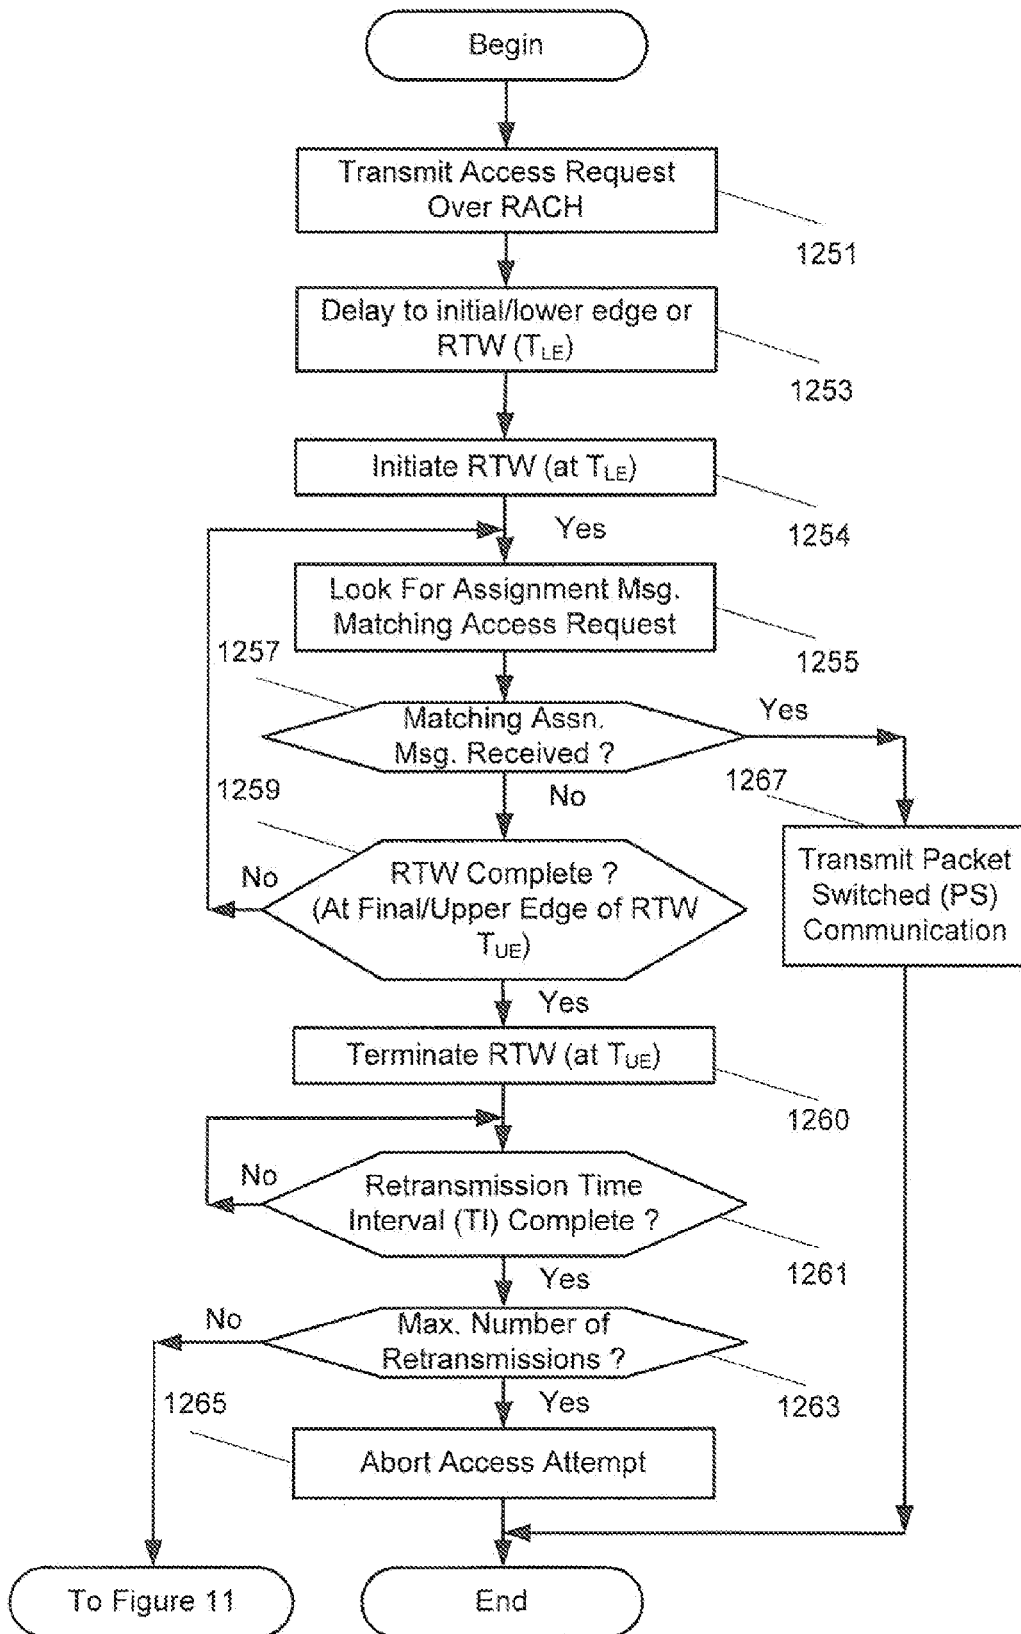 Begin
Transmit Access Request
Over RACH
1251
Delay to initial/lower edge or
RTW (TLE)
1253
Initiate RTW (at TLE)
1254
Yes
Look For Assignment Msg.
Matching Access Request
1255
1257
Matching Assn.
Msg. Received ?
Yes
No
1259
1267
RTW Complete ?
(At Final/Upper Edge of RTW
TUE)
No
Yes
Transmit Packet
Switched (PS)
Communication
Terminate RTW (at TUE)
1260
No
Retransmission Time
Interval (TI) Complete ?
1261
Yes
No
Max. Number of
Retransmissions ?
1263
Yes
1265
Abort Access Attempt
To Figure 11
End